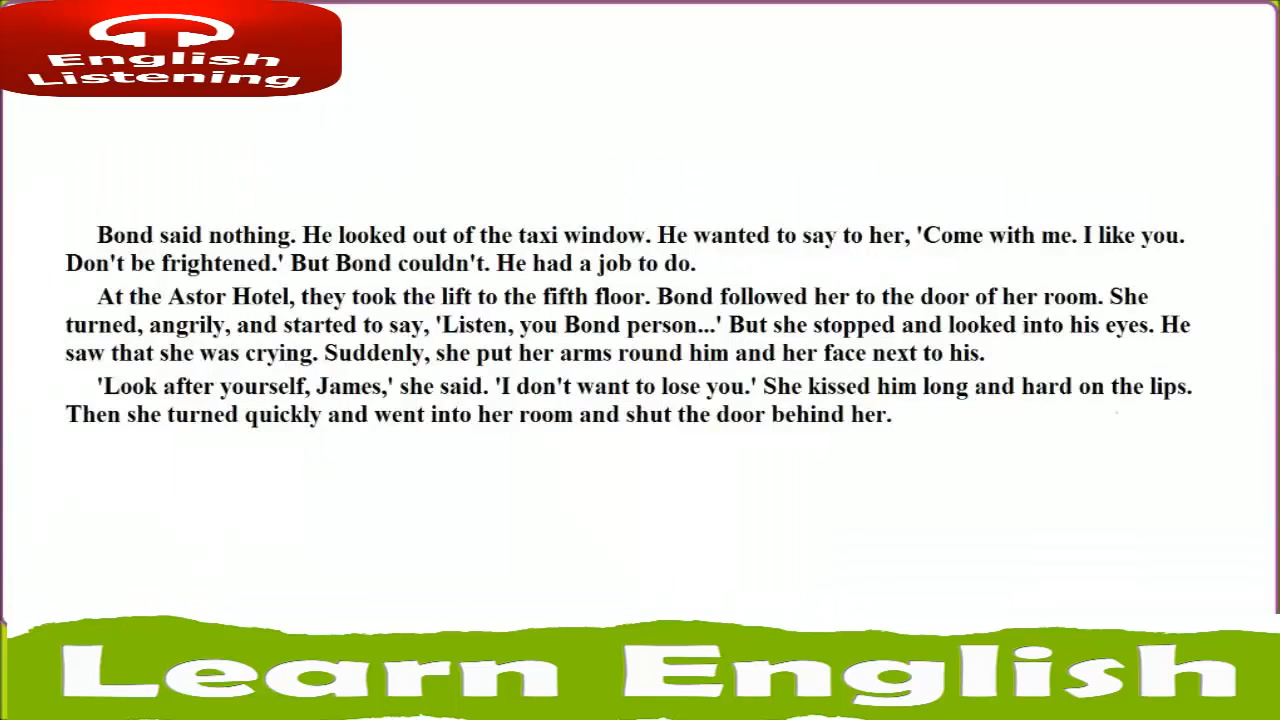 English
Listening
Bond said nothing. He looked out of the taxi window. He wanted to say to her, 'Come with me. I like you.
Don't be frightened.' But Bond couldn't. He had a job to do.
At the Astor Hotel, they took the lift to the fifth floor. Bond followed her to the door of her room. She
turned, angrily, and started to say, 'Listen, you Bond person...' But she stopped and looked into his eyes. He
saw that she was crying. Suddenly, she put her arms round him and her face next to his.
'Look after yourself, James,' she said. 'I don't want to lose you.' She kissed him long and hard on the lips.
Then she turned quickly and went into her room and shut the door behind her.
Learn English